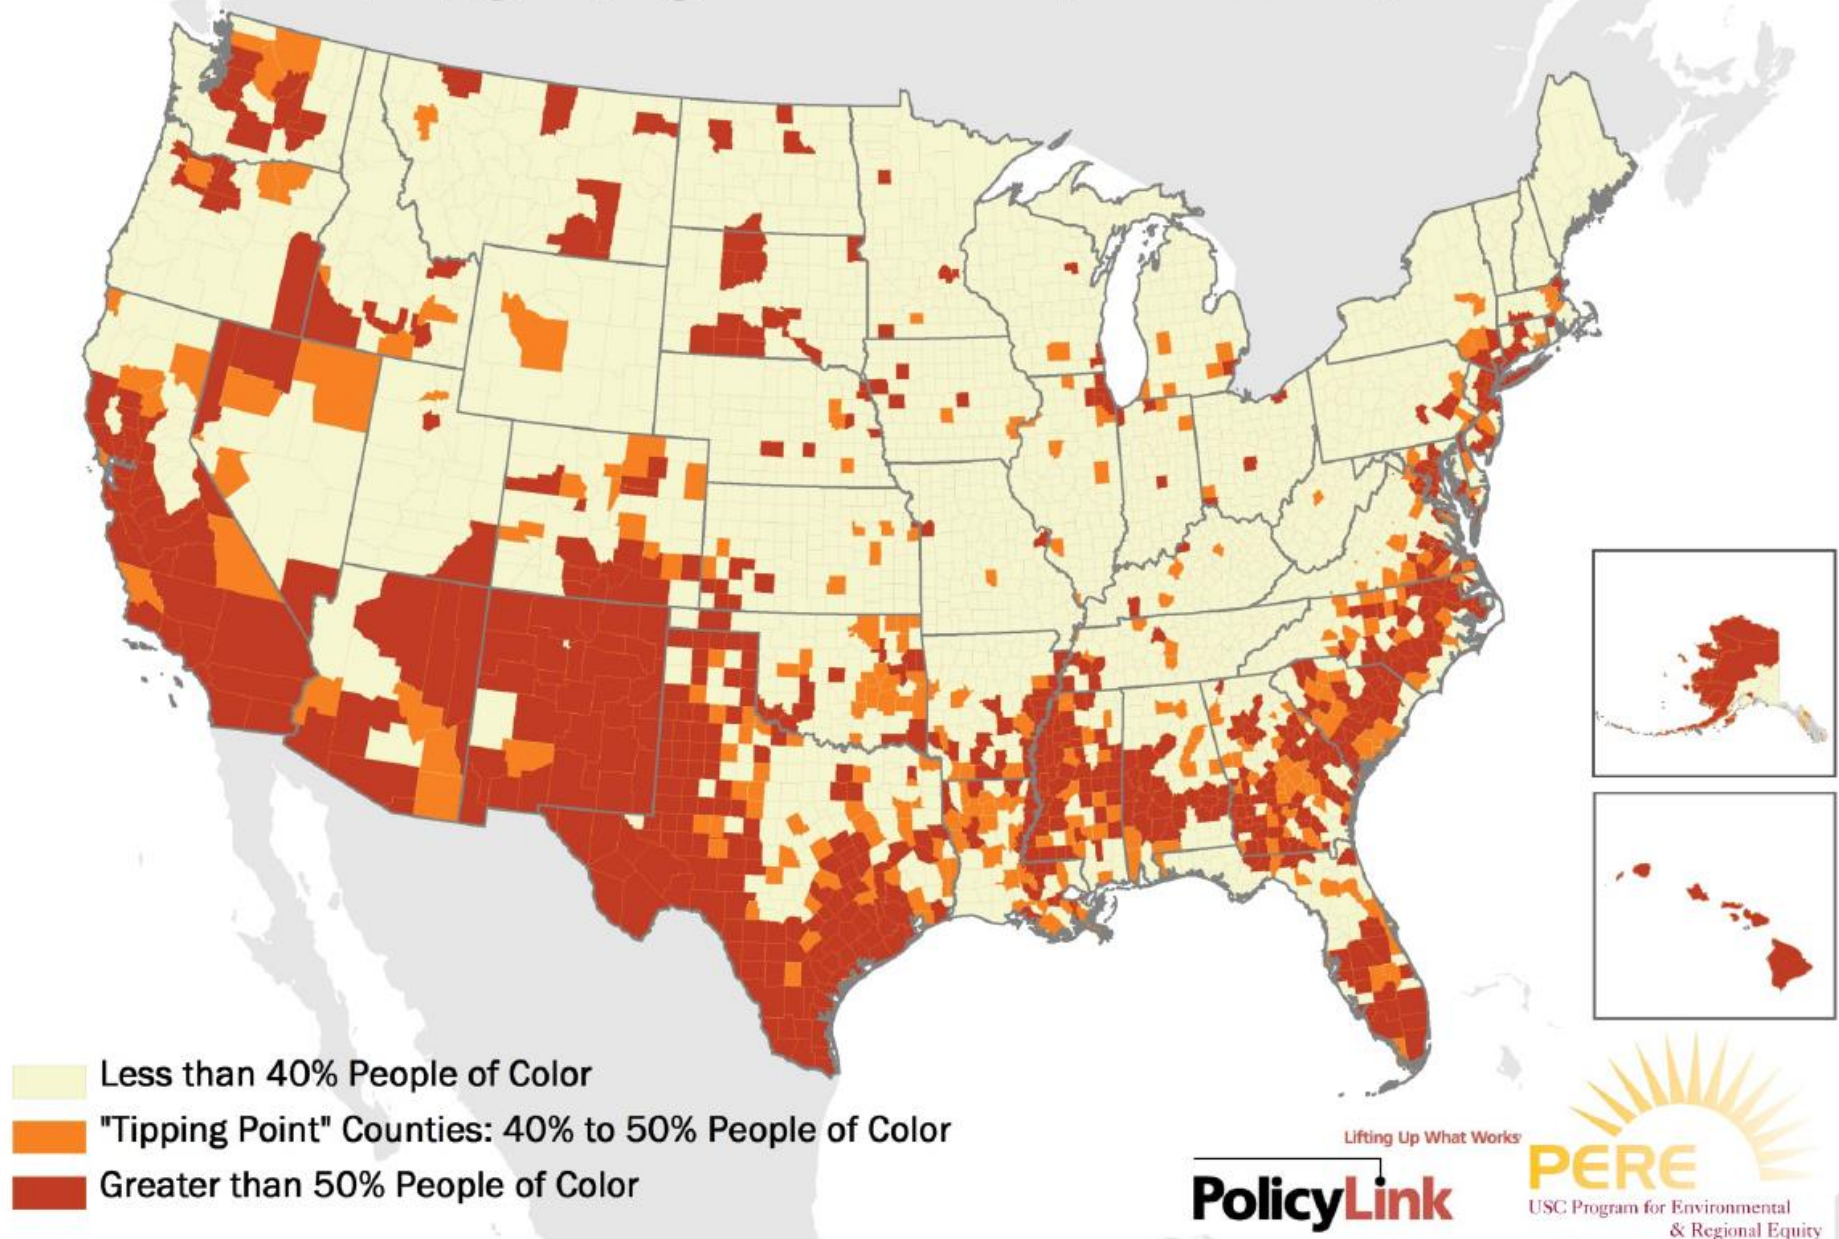 Less than 40% People of Color
"Tipping Point" Counties: 40% to 50% People of Color
Greater than 50% People of Color
Lifting Up What Works
PolicyLink
PERE
USC Program for Environmental
& Regional Equity